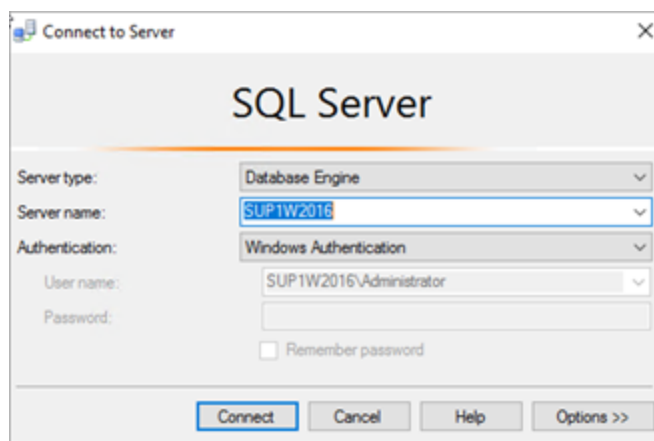 Connect to Server
SQL Server
Server type: Database Engine
Server name: SUP1W2016
Authentication: Windows Authentication
User name: SUP1W2016\Administrator
Password:
Remember password
Connect Cancel Help Options >>